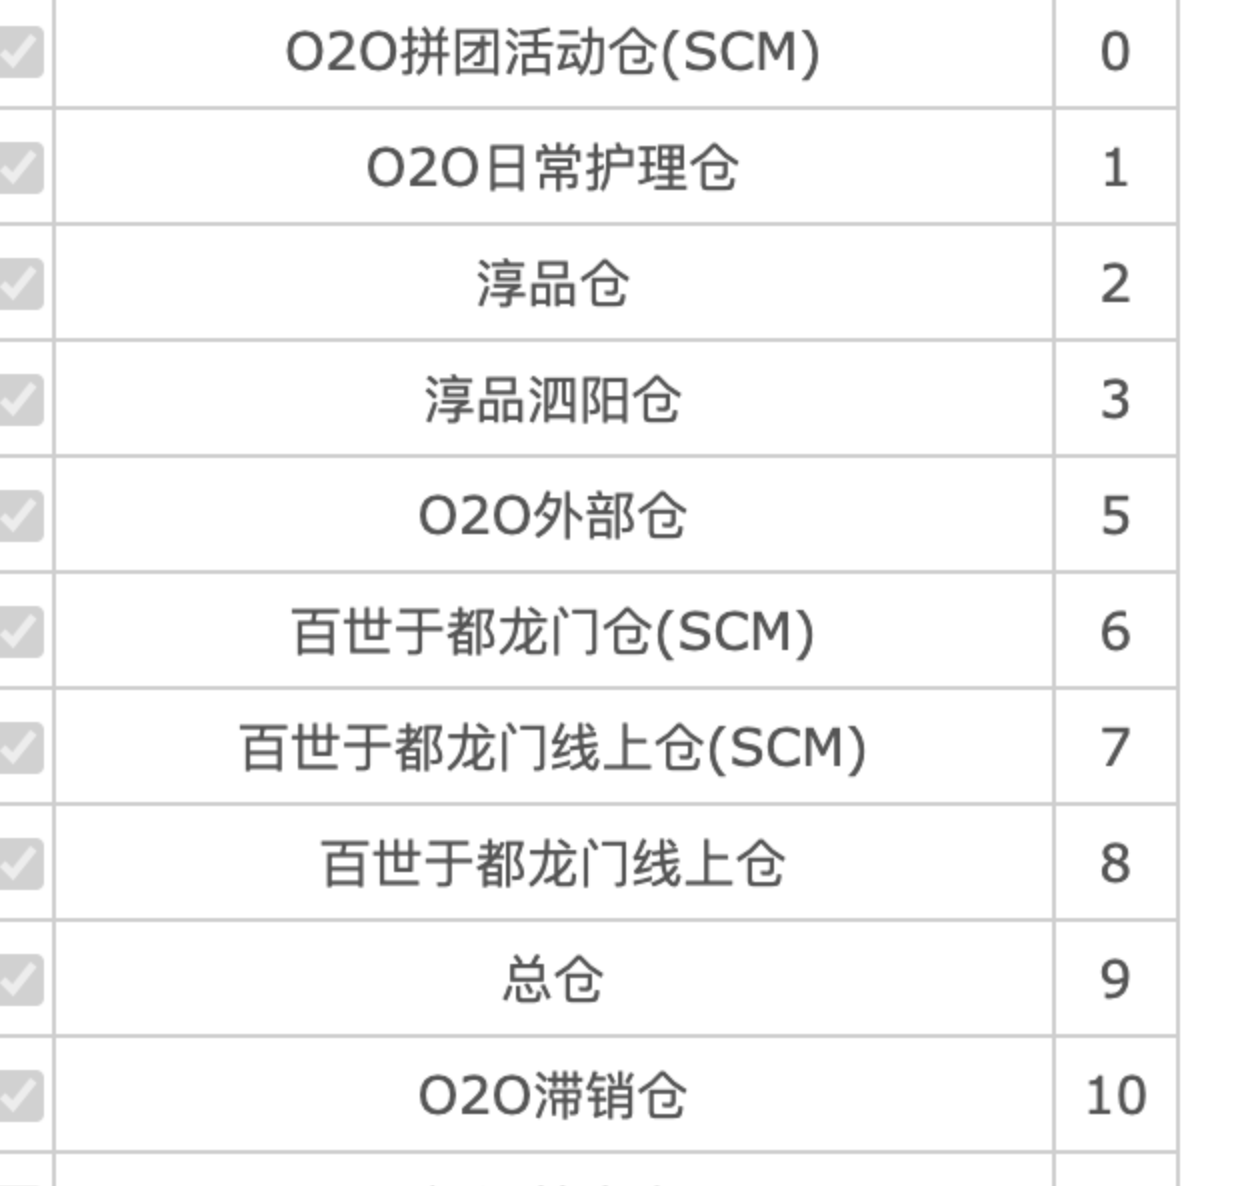 O2O拼团活动仓(SCM) 0
O2O日常护理仓 1
淳品仓 2
淳品泗阳仓 3
O2O外部仓 5
百世于都龙门仓(SCM) 6
百世于都龙门线上仓(SCM) 7
百世于都龙门线上仓 8
总仓 9
O2O滞销仓 10